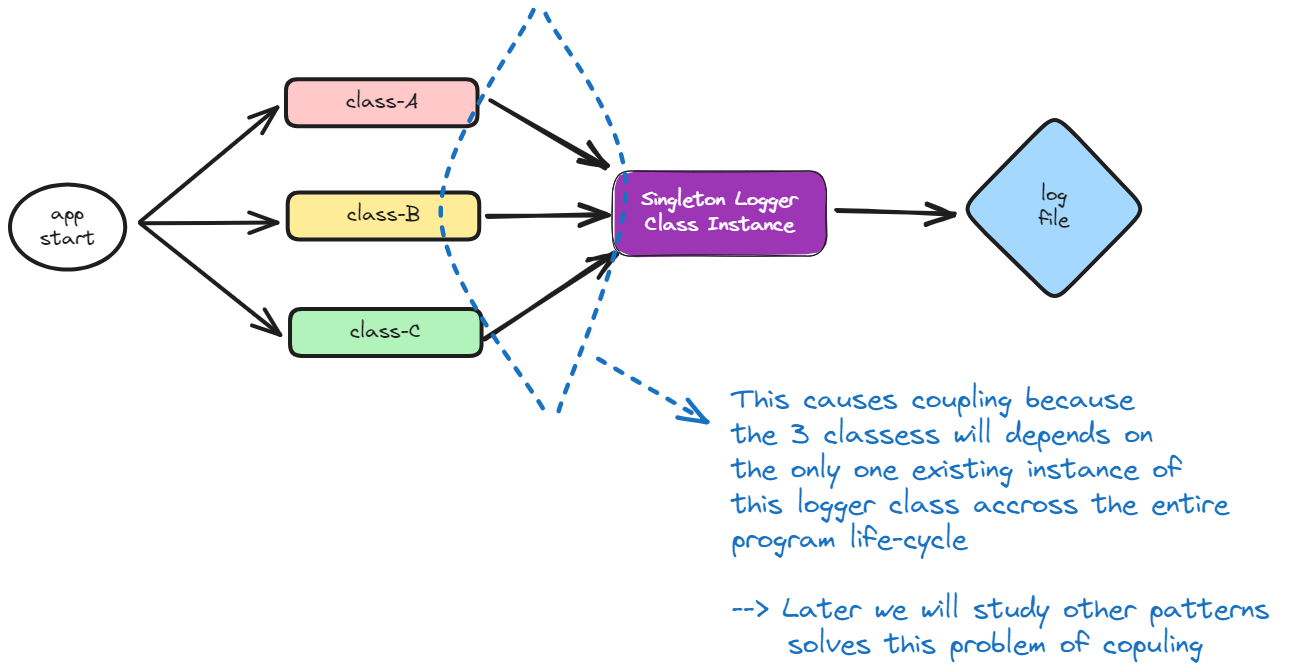 app
start
class-A
class-B
class-C
Singleton Logger
Class Instance
log
file
This causes coupling because
the 3 classess will depends on
the only one existing instance of
this logger class accross the entire
program life-cycle
--> Later we will study other patterns
solves this problem of copuling